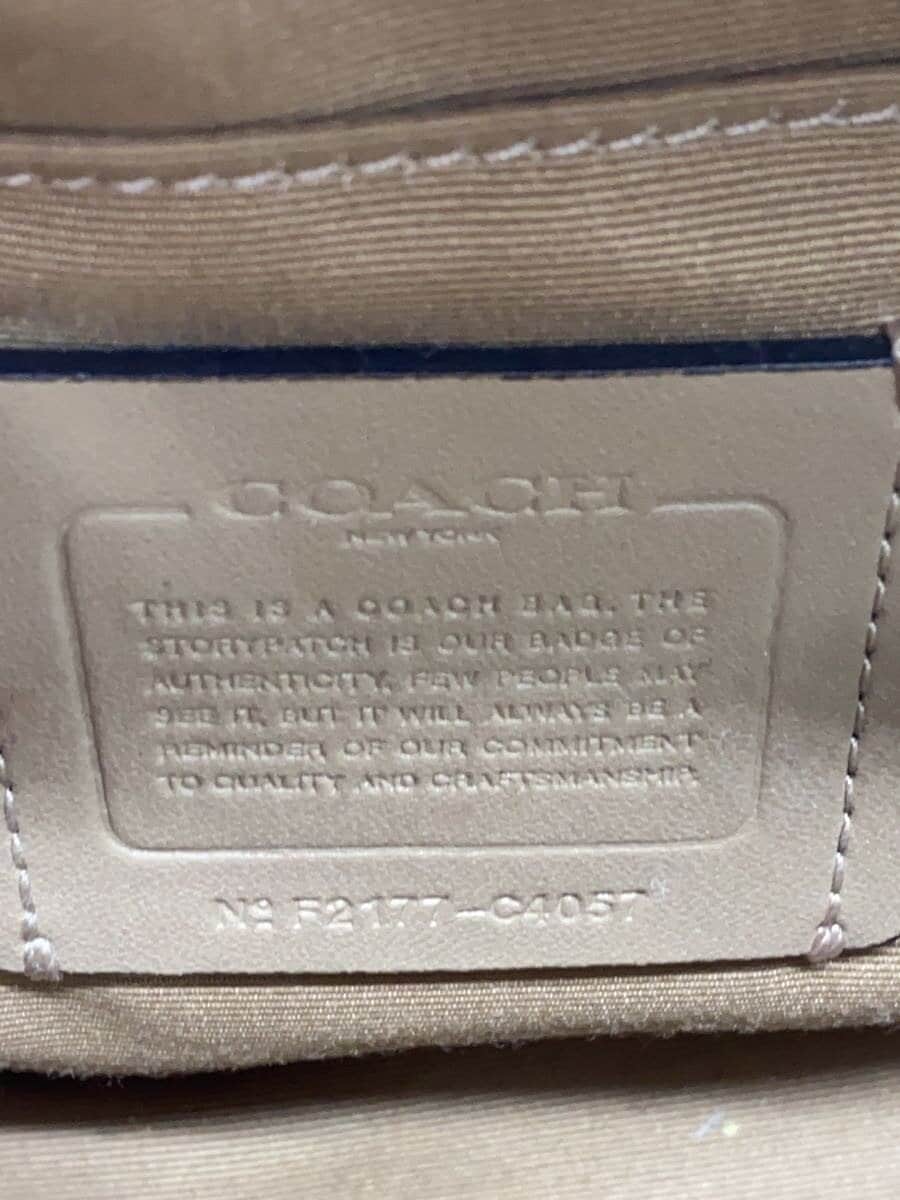 COACH
NEW YORK
THIS IS A COACH BAG. THE
STORYPATCH IS OUR BADGE OF
AUTHENTICITY. FEW PEOPLE MAY
SEE IT, BUT IT WILL ALWAYS BE A
REMINDER OF OUR COMMITMENT
TO QUALITY AND CRAFTSMANSHIP.
Nº F2177-C4057